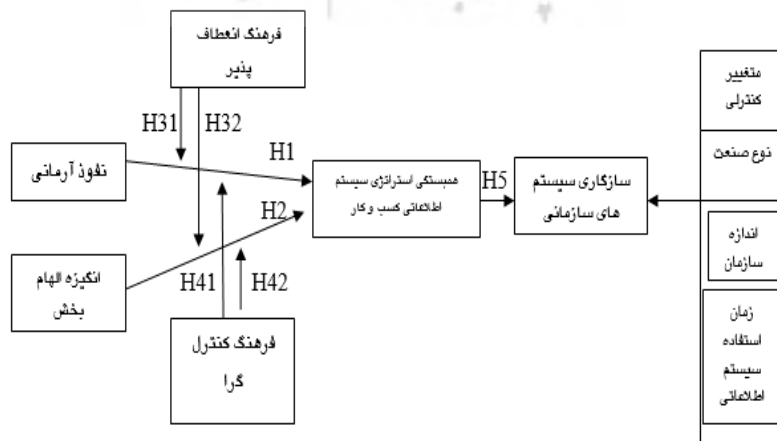 فرهنگ انعطاف
پذیر
متغییر
کنترلی
نوع صنعت
اندازه
سازمان
زمان
استفاده
سیستم
اطلاعاتی
H31
H32
H1
نفوذ آرمانی
همبستگی استراتژی سیستم
اطلاعاتی کسب و کار
H5
سازگاری سیستم
های سازمانی
H2
انگیزه الهام
بخش
H41
H42
فرهنگ کنترل
گرا